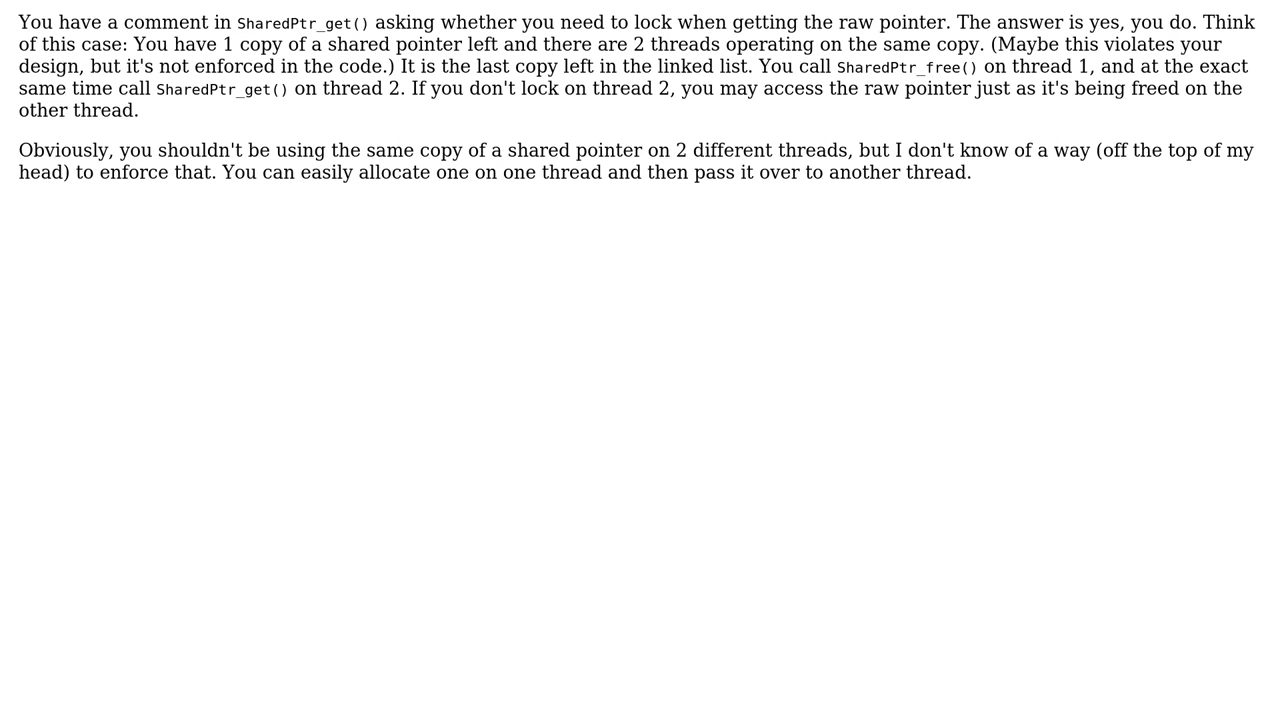 You have a comment in SharedPtr_get() asking whether you need to lock when getting the raw pointer. The answer is yes, you do. Think
of this case: You have 1 copy of a shared pointer left and there are 2 threads operating on the same copy. (Maybe this violates your
design, but it's not enforced in the code.) It is the last copy left in the linked list. You call SharedPtr_free() on thread 1, and at the exact
same time call SharedPtr_get() on thread 2. If you don't lock on thread 2, you may access the raw pointer just as it's being freed on the
other thread.
Obviously, you shouldn't be using the same copy of a shared pointer on 2 different threads, but I don't know of a way (off the top of my
head) to enforce that. You can easily allocate one on one thread and then pass it over to another thread.